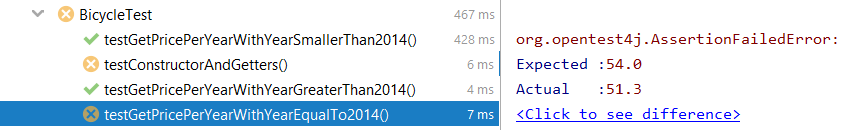 BicycleTest 467 ms
testGetPricePerYearWithYearSmallerThan2014() 428 ms
testConstructorAndGetters() 6 ms
testGetPricePerYearWithYearGreaterThan2014() 4 ms
testGetPricePerYearWithYearEqualTo2014() 7 ms
org.opentest4j.AssertionFailedError:
Expected :54.0
Actual :51.3
<Click to see difference>